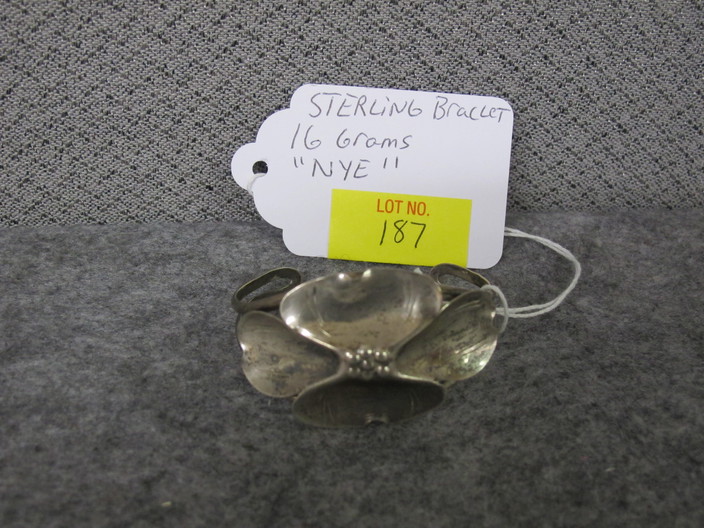 STERLING Braclet
16 Grams
"NYE"
LOT NO.
187